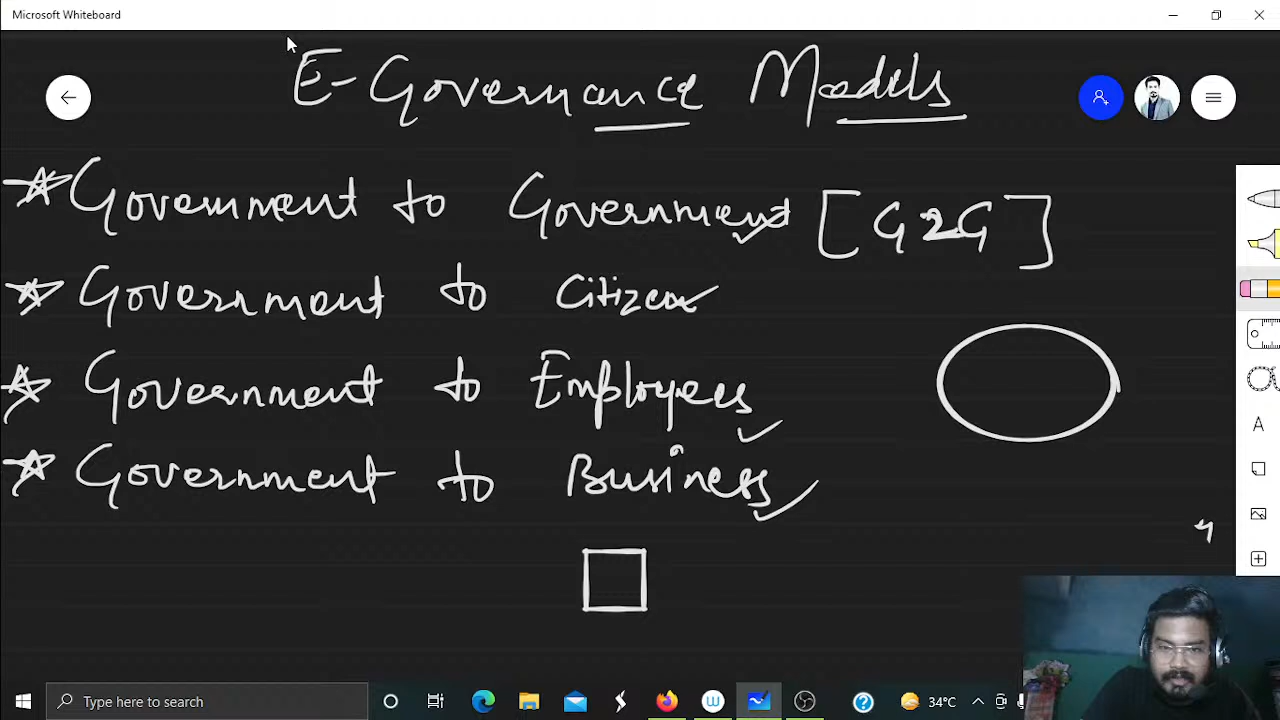 Microsoft Whiteboard
E-Governance Models
Government to Government [G2G]
Government to Citizen
Government to Employees
Government to Business
A
Type here to search
34°C